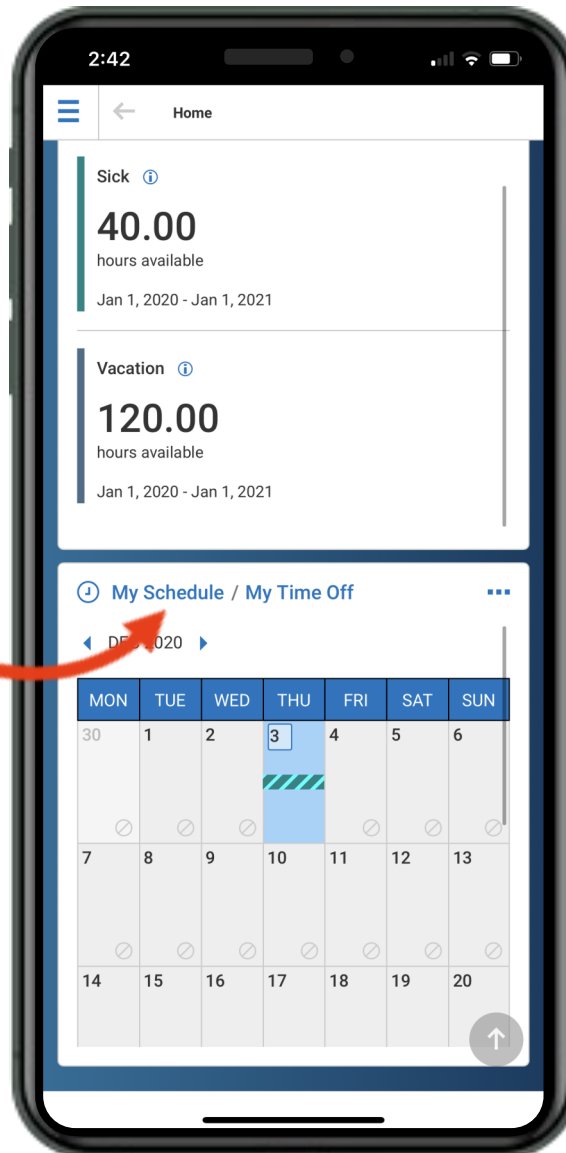 2:42
Home
Sick
40.00
hours available
Jan 1, 2020 - Jan 1, 2021
Vacation
120.00
hours available
Jan 1, 2020 - Jan 1, 2021
My Schedule / My Time Off
2020
MON TUE WED THU FRI SAT SUN
30 1 2 3 4 5 6
7 8 9 10 11 12 13
14 15 16 17 18 19 20